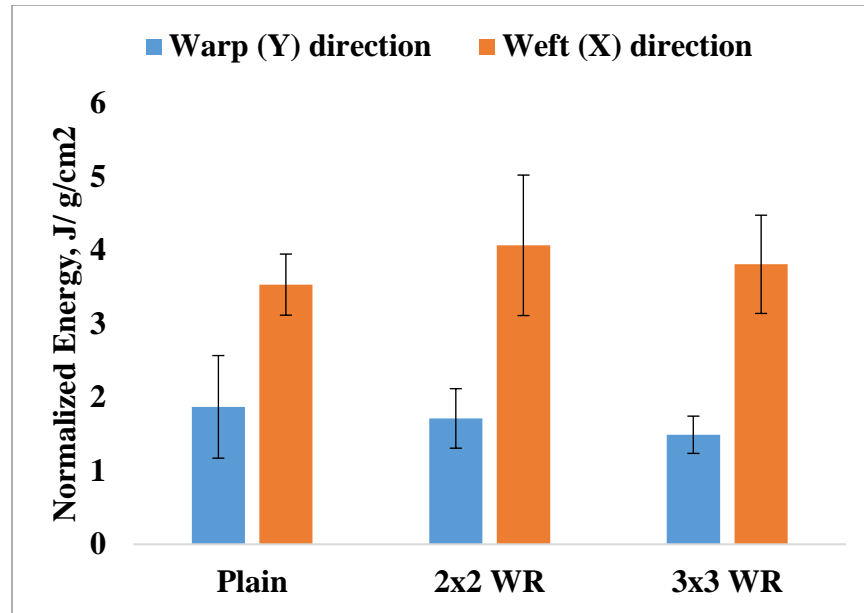 Warp (Y) direction Weft (X) direction
Normalized Energy, J/ g/cm2
6
5
4
3
2
1
0
Plain 2x2 WR 3x3 WR